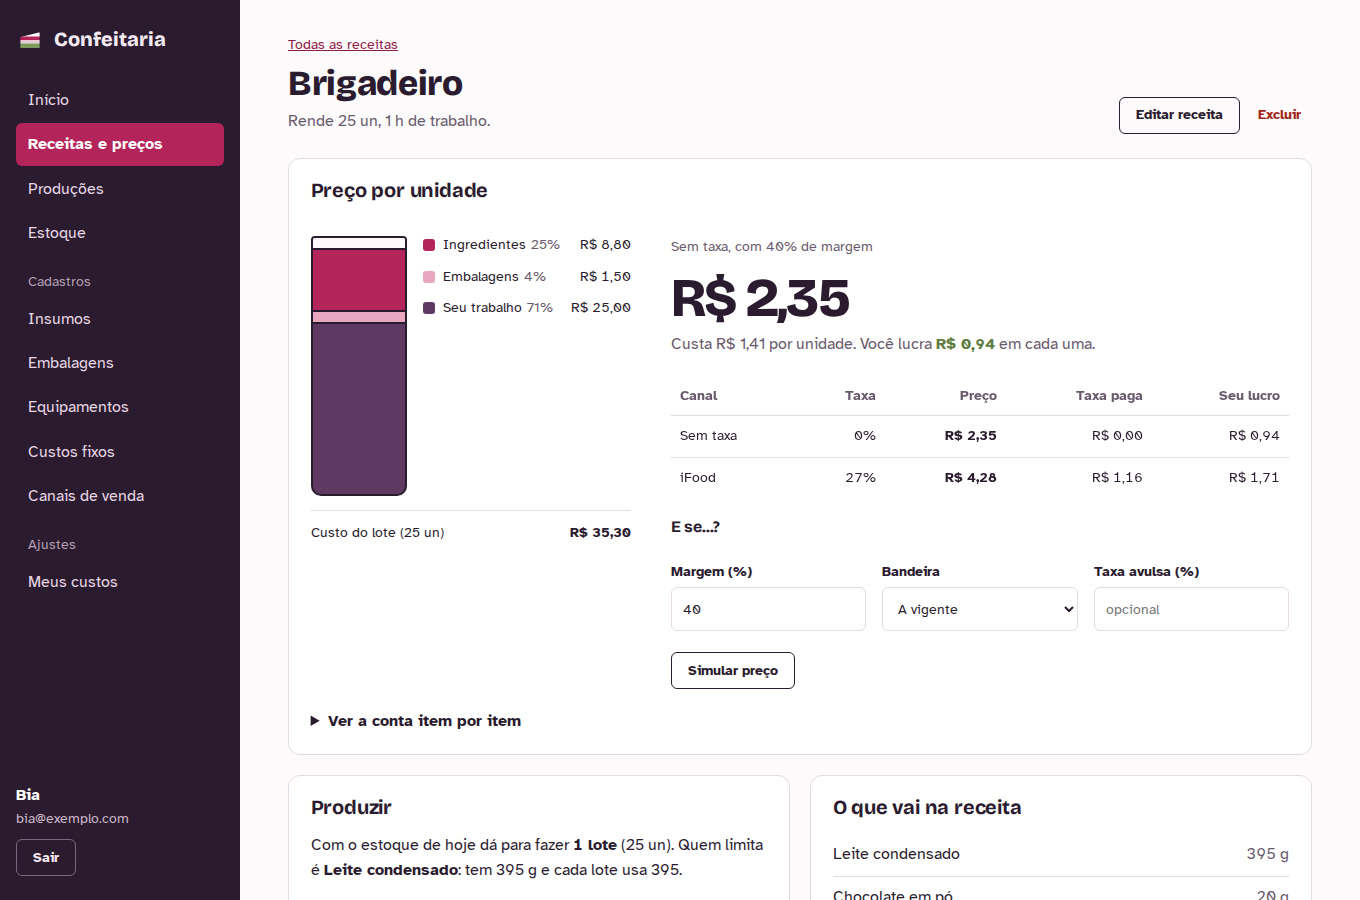 Confeitaria
Início
Receitas e preços
Produções
Estoque
Cadastros
Insumos
Embalagens
Equipamentos
Custos fixos
Canais de venda
Ajustes
Meus custos
Bia
bia@exemplo.com
Sair
Todas as receitas
Brigadeiro
Rende 25 un, 1 h de trabalho.
Editar receita
Excluir
Preço por unidade
Ingredientes 25% R$ 8,80
Embalagens 4% R$ 1,50
Seu trabalho 71% R$ 25,00
Custo do lote (25 un) R$ 35,30
Sem taxa, com 40% de margem
R$ 2,35
Custa R$ 1,41 por unidade. Você lucra R$ 0,94 em cada uma.
Canal Taxa Preço Taxa paga Seu lucro
Sem taxa 0% R$ 2,35 R$ 0,00 R$ 0,94
iFood 27% R$ 4,28 R$ 1,16 R$ 1,71
E se...?
Margem (%) Bandeira Taxa avulsa (%)
40 A vigente opcional
Simular preço
Ver a conta item por item
Produzir
Com o estoque de hoje dá para fazer 1 lote (25 un). Quem limita
é Leite condensado: tem 395 g e cada lote usa 395.
O que vai na receita
Leite condensado 395 g
Chocolate em pó 20 g